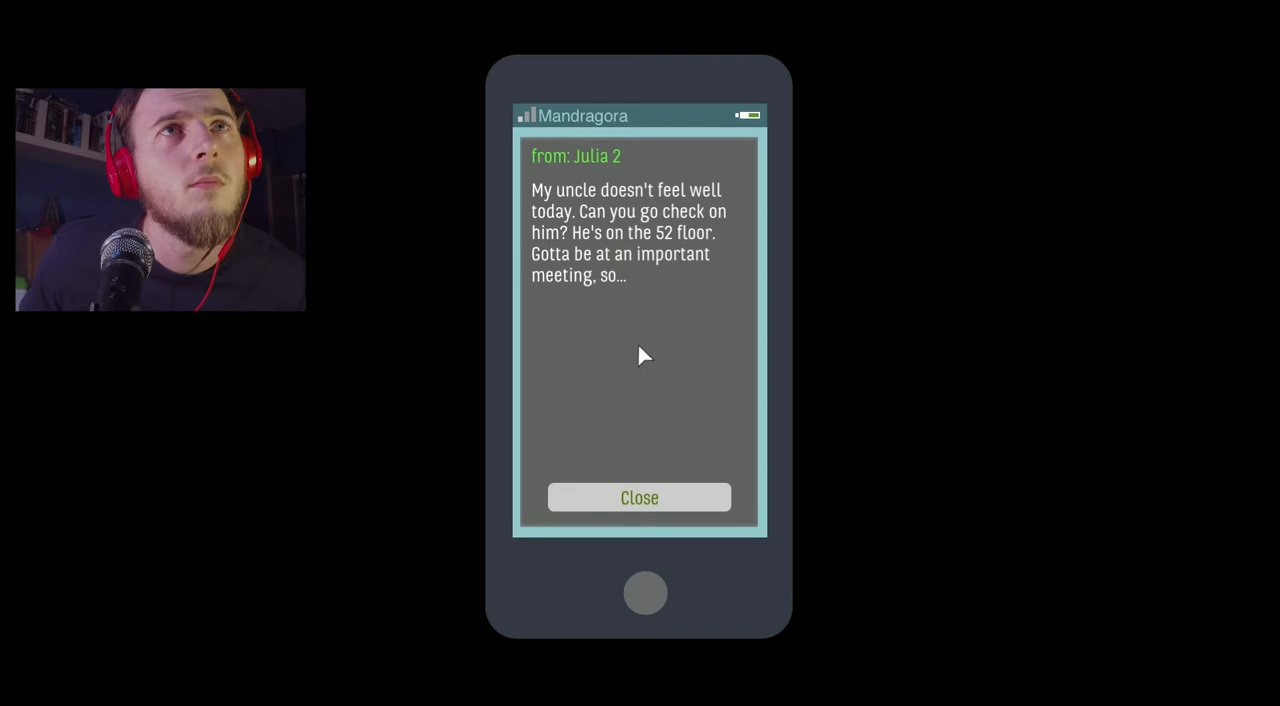 Mandragora
from: Julia 2
My uncle doesn't feel well
today. Can you go check on
him? He's on the 52 floor.
Gotta be at an important
meeting, so...
Close